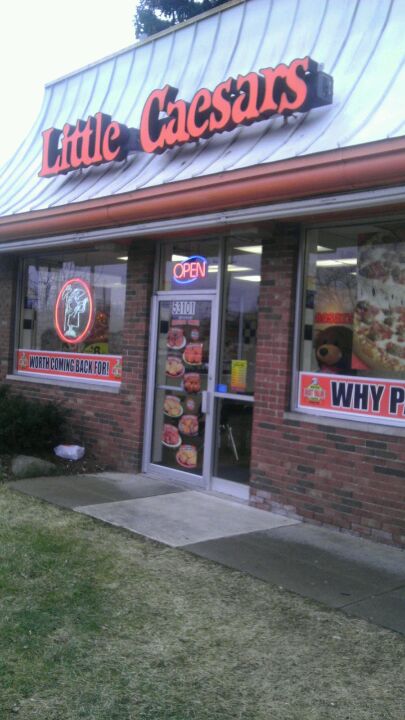 Little Caesars
OPEN
53101
WORTH COMING BACK FOR!
WHY P